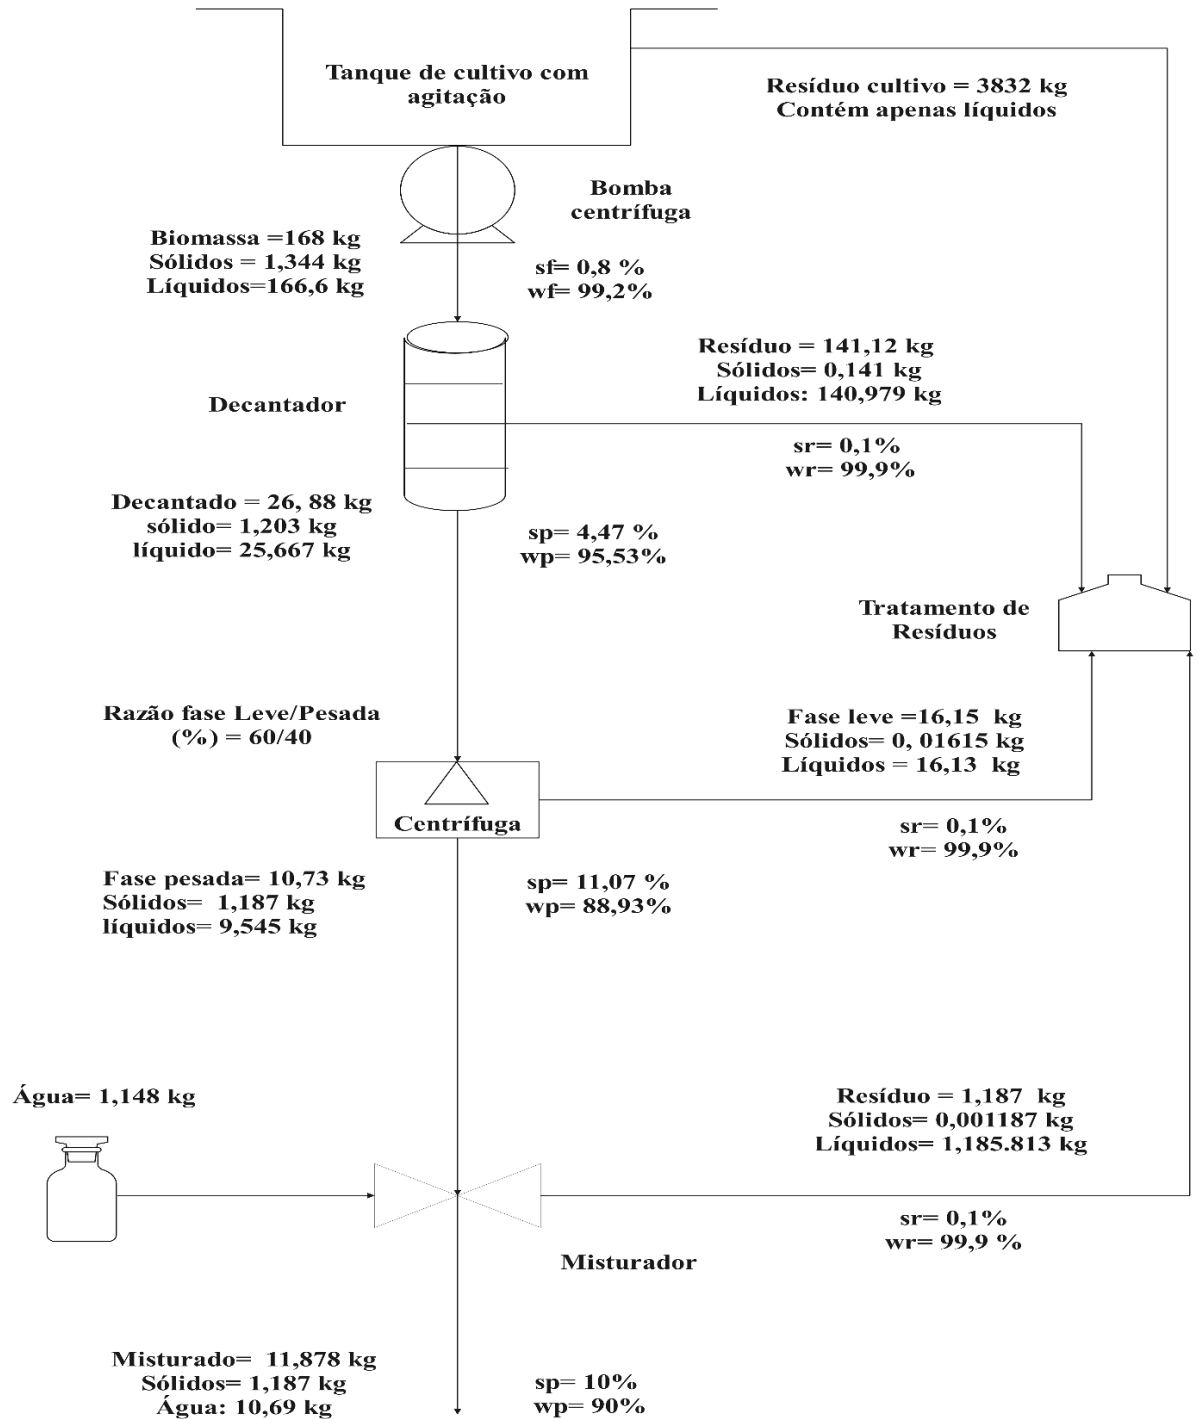 Tanque de cultivo com
agitação
Resíduo cultivo = 3832 kg
Contém apenas líquidos
Bomba
centrífuga
Biomassa =168 kg
Sólidos = 1,344 kg
Líquidos=166,6 kg
sf= 0,8 %
wf= 99,2%
Resíduo = 141,12 kg
Sólidos= 0,141 kg
Líquidos: 140,979 kg
Decantador
sr= 0,1%
wr= 99,9%
Decantado = 26, 88 kg
sólido= 1,203 kg
líquido= 25,667 kg
sp= 4,47 %
wp= 95,53%
Tratamento de
Resíduos
Razão fase Leve/Pesada
(%) = 60/40
Fase leve =16,15 kg
Sólidos= 0, 01615 kg
Líquidos = 16,13 kg
Centrífuga
sr= 0,1%
wr= 99,9%
Fase pesada= 10,73 kg
Sólidos= 1,187 kg
líquidos= 9,545 kg
sp= 11,07 %
wp= 88,93%
Água= 1,148 kg
Resíduo = 1,187 kg
Sólidos= 0,001187 kg
Líquidos= 1,185.813 kg
sr= 0,1%
wr= 99,9 %
Misturador
Misturado= 11,878 kg
Sólidos= 1,187 kg
Água: 10,69 kg
sp= 10%
wp= 90%